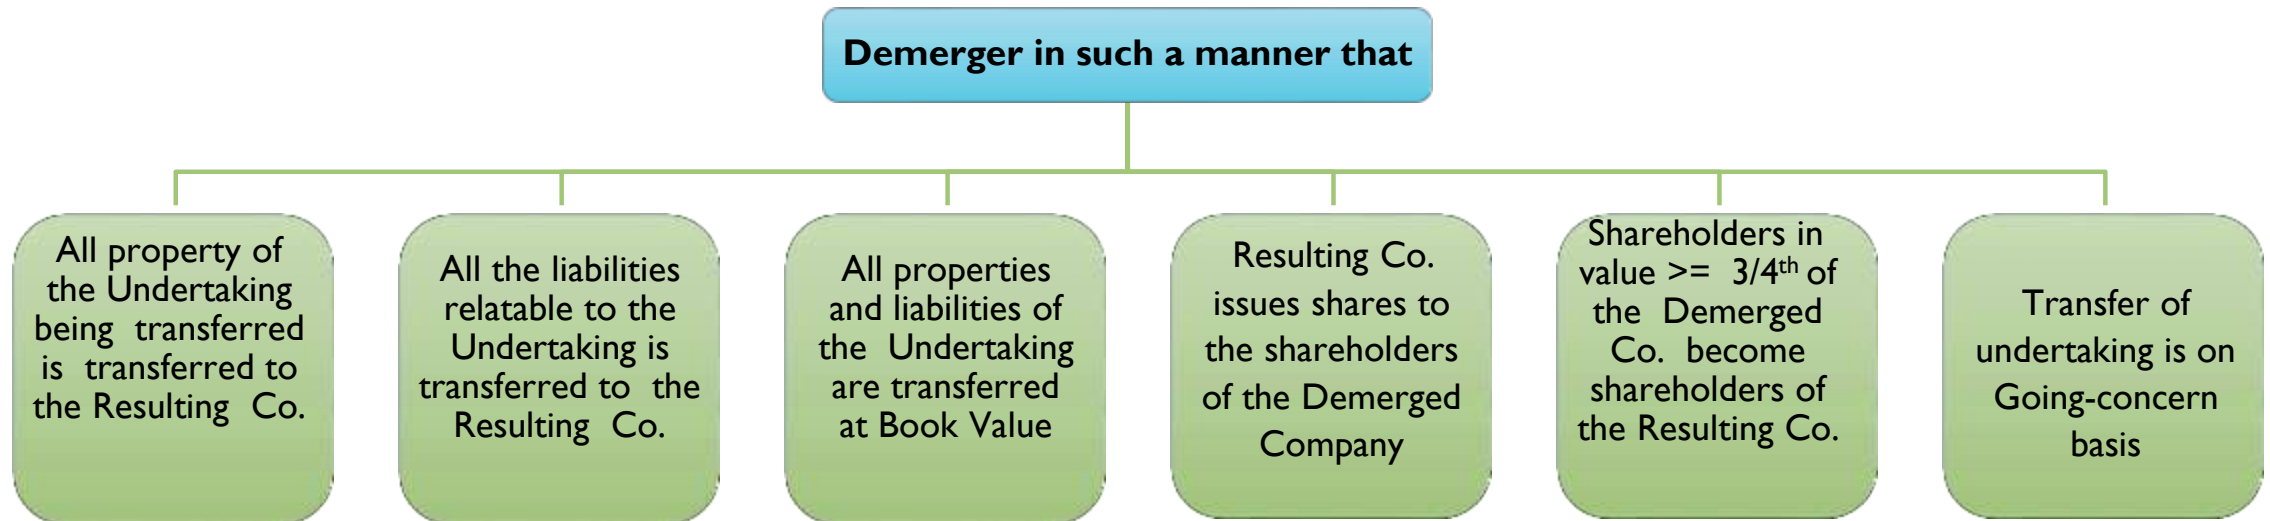 Demerger in such a manner that
All property of
the Undertaking
being transferred
is transferred to
the Resulting Co.
All the liabilities
relatable to the
Undertaking is
transferred to the
Resulting Co.
All properties
and liabilities of
the Undertaking
are transferred
at Book Value
Resulting Co.
issues shares to
the shareholders
of the Demerged
Company
Shareholders in
value >= 3/4th of
the Demerged
Co. become
shareholders of
the Resulting Co.
Transfer of
undertaking is on
Going-concern
basis